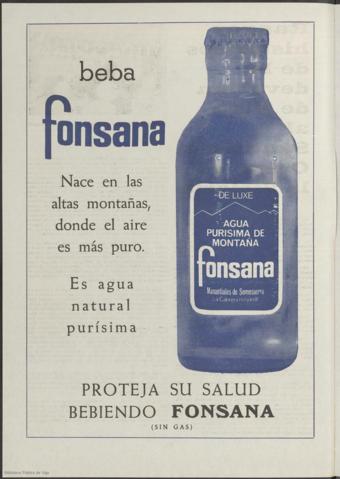 beba
fonsana
Nace en las
altas montañas,
donde el aire
es más puro.
Es agua
natural
purísima
DE LUXE
AGUA
PURISIMA DE
MONTAÑA
fonsana
Manantiales de Somosierra
PROTEJA SU SALUD
BEBIENDO FONSANA
(SIN GAS)
Biblioteca Pública de Vigo